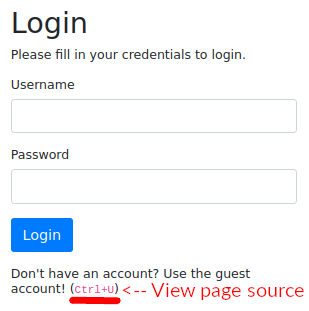 Login
Please fill in your credentials to login.
Username
Password
Login
Don't have an account? Use the guest
account! (Ctrl+U) <-- View page source